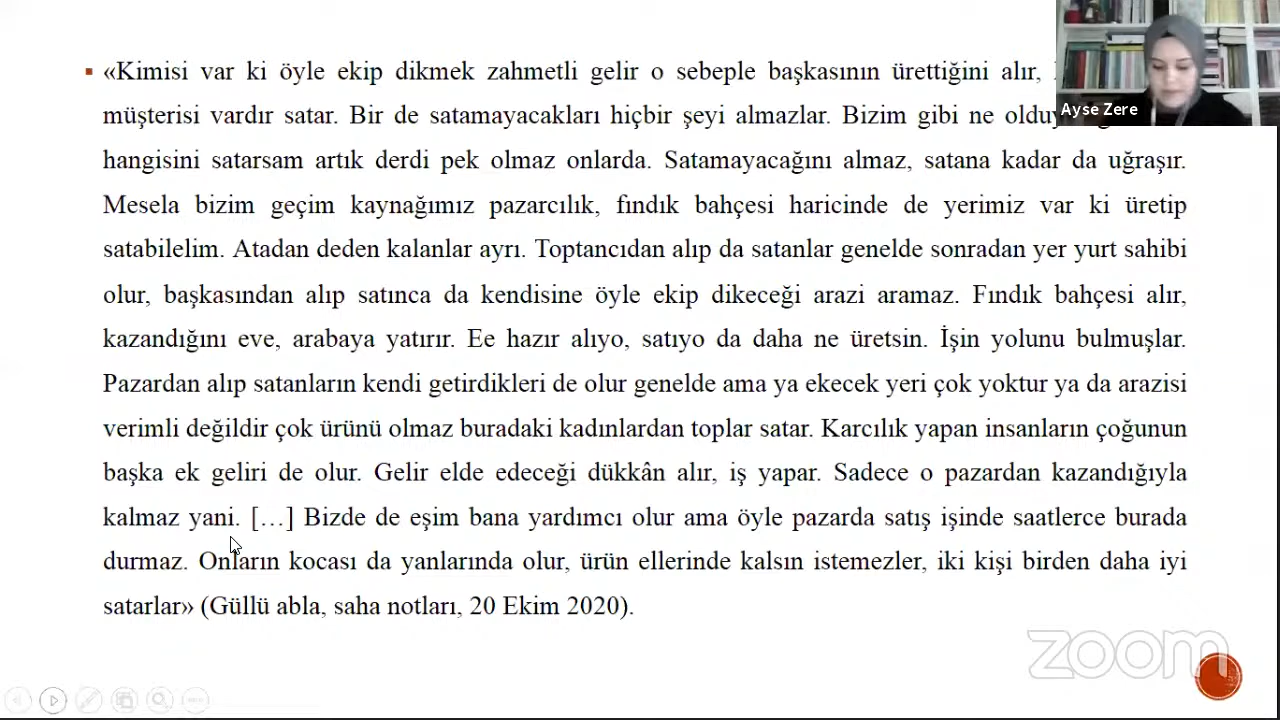 «Kimisi var ki öyle ekip dikmek zahmetli gelir o sebeple başkasının ürettiğini alır,
Ayse Zere
müşterisi vardır satar. Bir de satamayacakları hiçbir şeyi almazlar. Bizim gibi ne
hangisini satarsam artık derdi pek olmaz onlarda. Satamayacağını almaz, satana kadar da uğraşır.
Mesela bizim geçim kaynağımız pazarcılık, fındık bahçesi haricinde de yerimiz var ki üretip
satabilelim. Atadan deden kalanlar ayrı. Toptancıdan alıp da satanlar genelde sonradan yer yurt sahibi
olur, başkasından alıp satınca da kendisine öyle ekip dikeceği arazi aramaz. Fındık bahçesi alır,
kazandığını eve, arabaya yatırır. Ee hazır alıyo, satıyo da daha ne üretsin. İşin yolunu bulmuşlar.
Pazardan alıp satanların kendi getirdikleri de olur genelde ama ya ekecek yeri çok yoktur ya da arazisi
verimli değildir çok ürünü olmaz buradaki kadınlardan toplar satar. Karcılık yapan insanların çoğunun
başka ek geliri de olur. Gelir elde edeceği dükkân alır, iş yapar. Sadece o pazardan kazandığıyla
kalmaz yani. […] Bizde de eşim bana yardımcı olur ama öyle pazarda satış işinde saatlerce burada
durmaz. Onların kocası da yanlarında olur, ürün ellerinde kalsın istemezler, iki kişi birden daha iyi
satarlar» (Güllü abla, saha notları, 20 Ekim 2020).
zoom